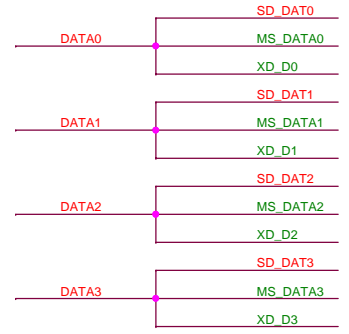 SD_DAT0
DATA0 MS_DATA0
XD_D0
SD_DAT1
DATA1 MS_DATA1
XD_D1
SD_DAT2
DATA2 MS_DATA2
XD_D2
SD_DAT3
DATA3 MS_DATA3
XD_D3